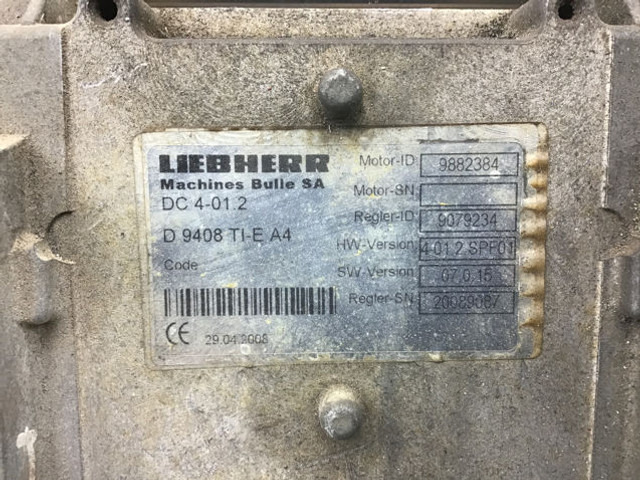 LIEBHERR
Machines Bulle SA
DC 4-01.2
D 9408 TI-E A4
Code
29.04.2008
Motor-ID 9882384
Motor-SN
Regler-ID 9079234
HW-Version 4.01.2.SPF01
SW-Version 07.0.15
Regler-SN 20089087